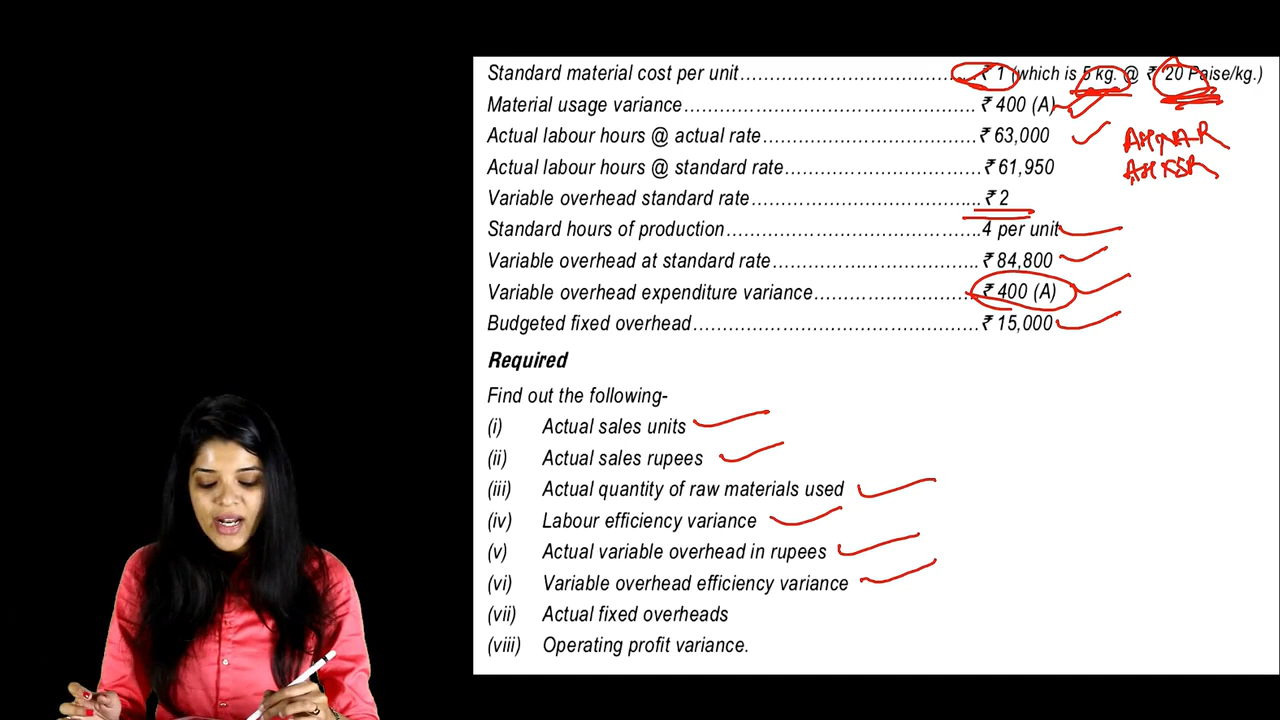 Standard material cost per unit........................................ ₹ 1 (which is 5 kg. @ ₹ 20 Paise/kg.)
Material usage variance................................................... ₹ 400 (A)
Actual labour hours @ actual rate..................................... ₹ 63,000
AH × AR
Actual labour hours @ standard rate................................. ₹ 61,950
AH × SR
Variable overhead standard rate........................................ ₹ 2
Standard hours of production............................................4 per unit
Variable overhead at standard rate................................... ₹ 84,800
Variable overhead expenditure variance............................ ₹ 400 (A)
Budgeted fixed overhead.................................................. ₹ 15,000
Required
Find out the following-
(i) Actual sales units
(ii) Actual sales rupees
(iii) Actual quantity of raw materials used
(iv) Labour efficiency variance
(v) Actual variable overhead in rupees
(vi) Variable overhead efficiency variance
(vii) Actual fixed overheads
(viii) Operating profit variance.